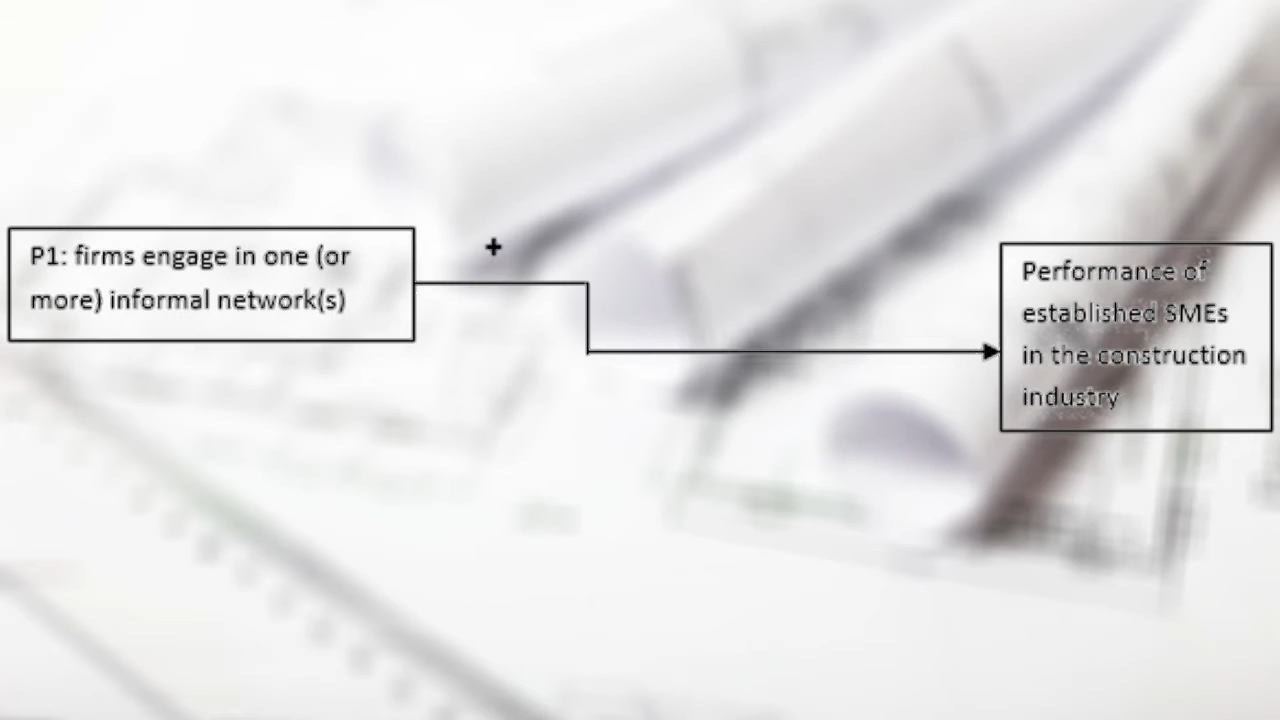 P1: firms engage in one (or
more) informal network(s)
+
Performance of
established SMEs
in the construction
industry